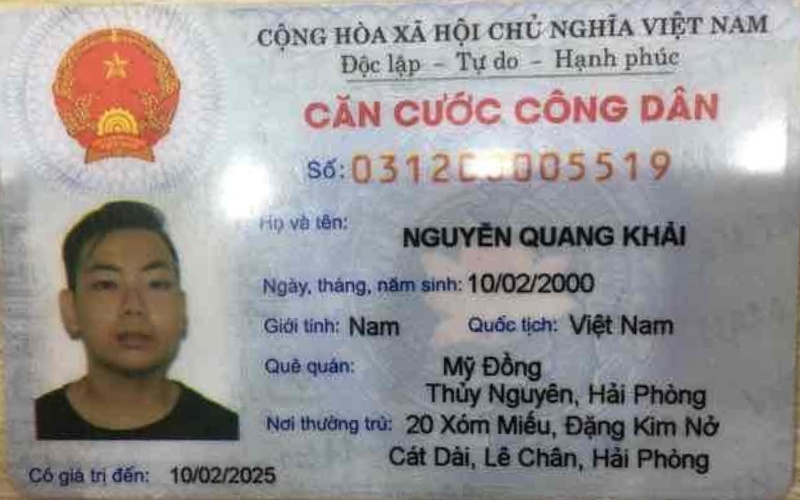 CỘNG HÒA XÃ HỘI CHỦ NGHĨA VIỆT NAM
Độc lập – Tự do – Hạnh phúc
CĂN CƯỚC CÔNG DÂN
Số:
Họ và tên: NGUYỄN QUANG KHẢI
Ngày, tháng, năm sinh: 10/02/2000
Giới tính: Nam Quốc tịch: Việt Nam
Quê quán: Mỹ Đồng
Thủy Nguyên, Hải Phòng
Nơi thường trú: 20 Xóm Miếu, Đặng Kim Nở
Cát Dài, Lê Chân, Hải Phòng
Có giá trị đến: 10/02/2025